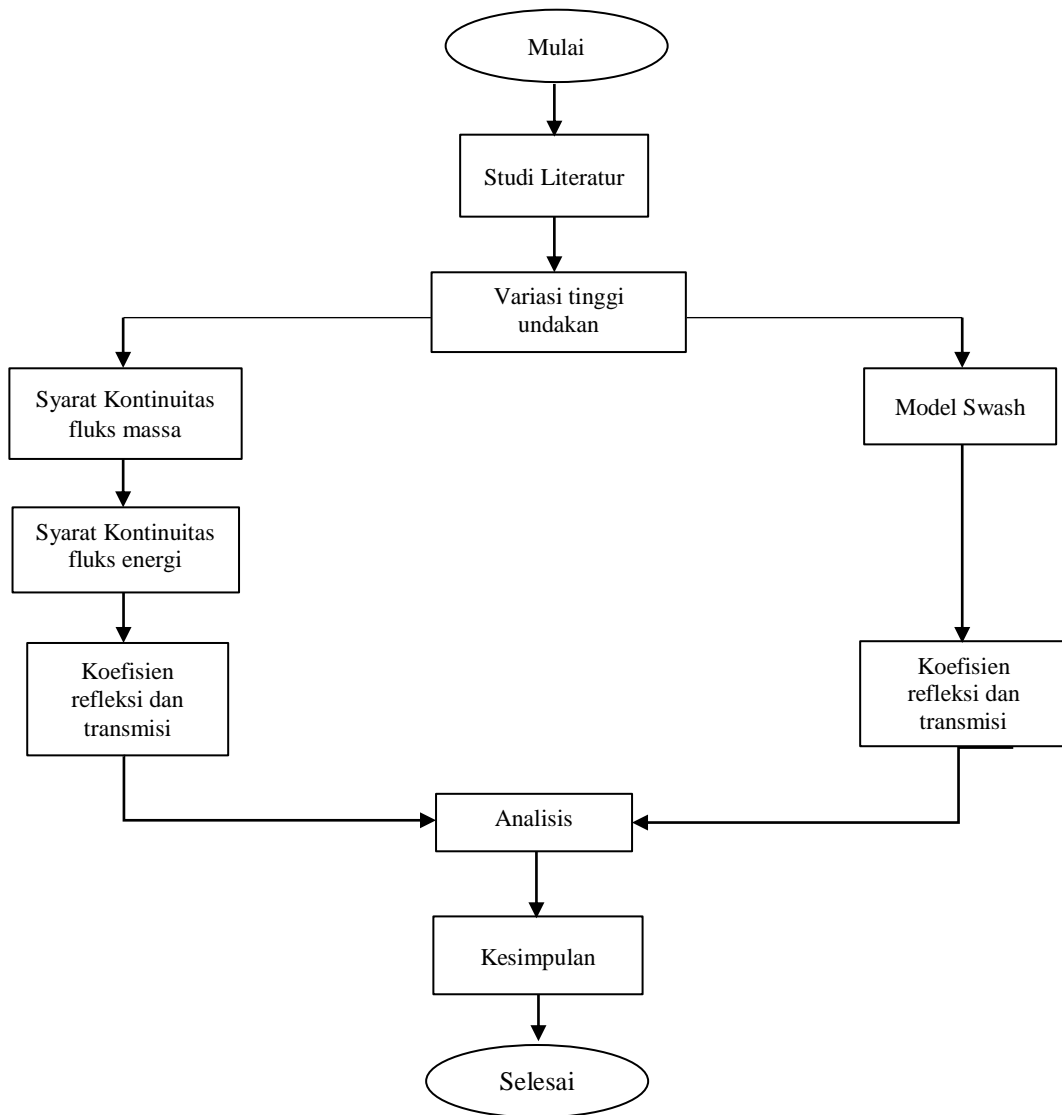 Mulai
Studi Literatur
Variasi tinggi
undakan
Syarat Kontinuitas
fluks massa
Model Swash
Syarat Kontinuitas
fluks energi
Koefisien
refleksi dan
transmisi
Koefisien
refleksi dan
transmisi
Analisis
Kesimpulan
Selesai